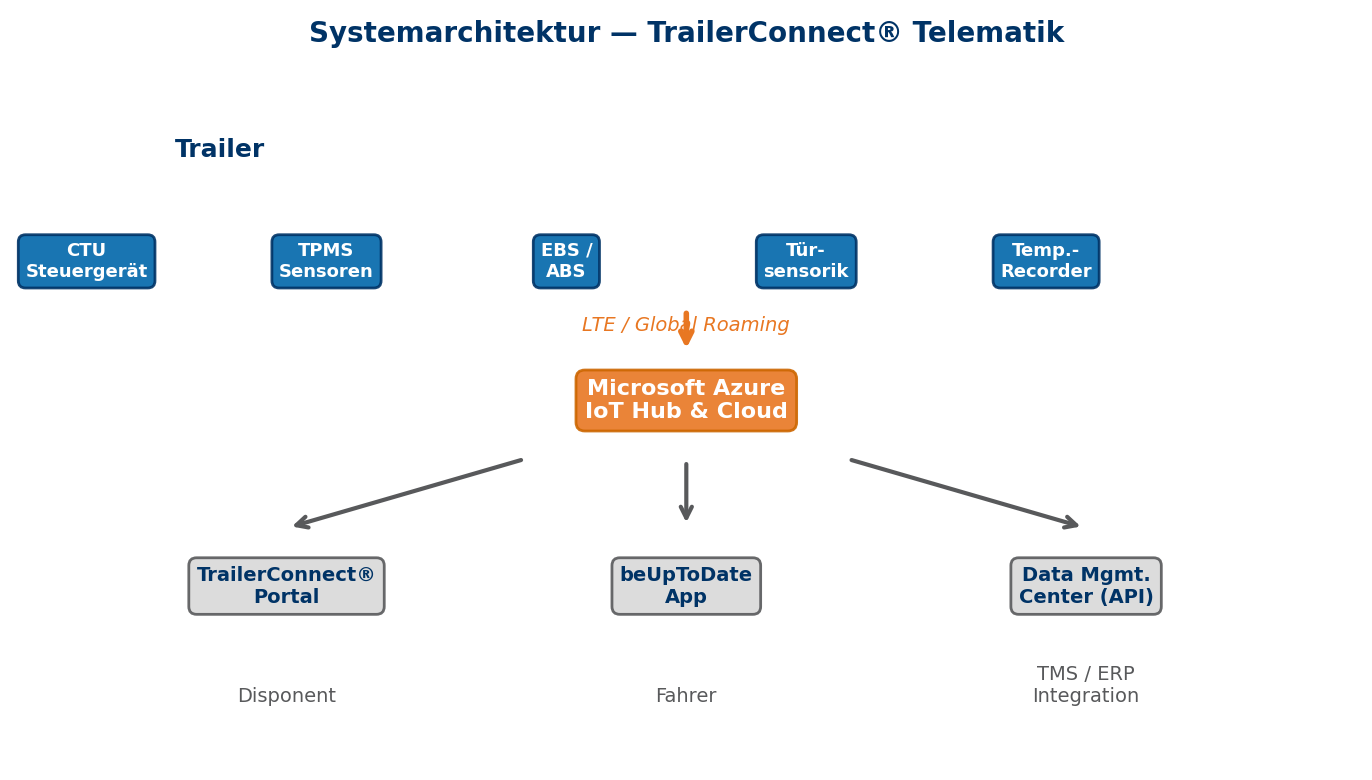 Systemarchitektur — TrailerConnect® Telematik
Trailer
CTU
Steuergerät
TPMS
Sensoren
EBS /
ABS
Tür-
sensorik
Temp.-
Recorder
LTE / Global Roaming
Microsoft Azure
IoT Hub & Cloud
TrailerConnect®
Portal
beUpToDate
App
Data Mgmt.
Center (API)
Disponent
Fahrer
TMS / ERP
Integration